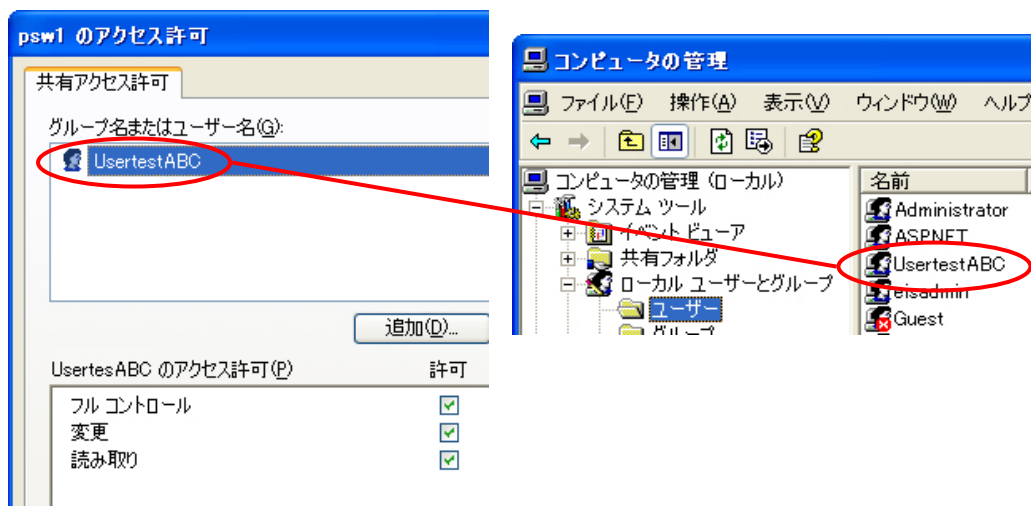 psw1 のアクセス許可
共有アクセス許可
グループ名またはユーザー名(G):
UsertestABC
追加(D)...
UsertesABC のアクセス許可(P)
許可
フル コントロール
変更
読み取り
コンピュータの管理
ファイル(F) 操作(A) 表示(V) ウィンドウ(W) ヘルプ
コンピュータの管理 (ローカル)
システム ツール
イベント ビューア
共有フォルダ
ローカル ユーザーとグループ
ユーザー
グループ
名前
Administrator
ASPNET
UsertestABC
eisadmin
Guest